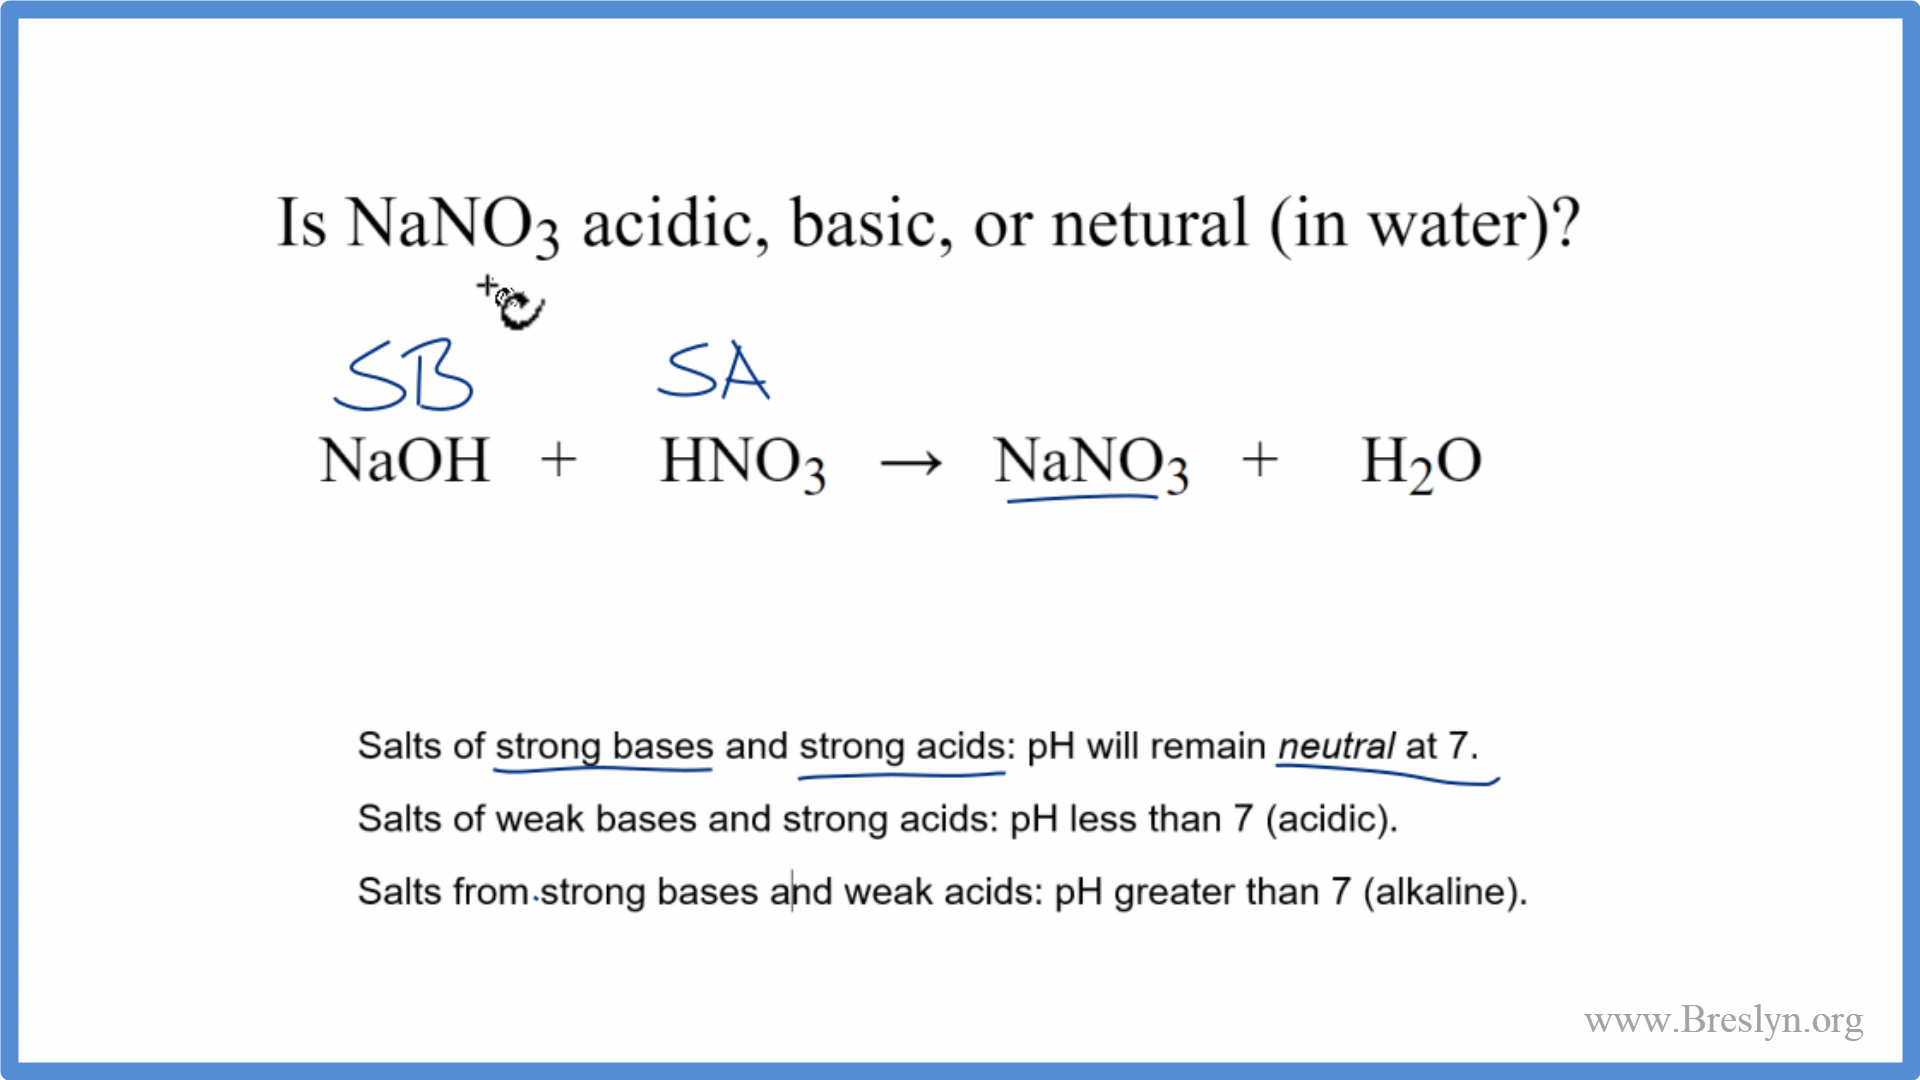 Is NaNO₃ acidic, basic, or netural (in water)?
SB SA
NaOH + HNO₃ → NaNO₃ + H₂O
Salts of strong bases and strong acids: pH will remain neutral at 7.
Salts of weak bases and strong acids: pH less than 7 (acidic).
Salts from strong bases and weak acids: pH greater than 7 (alkaline).
www.Breslyn.org